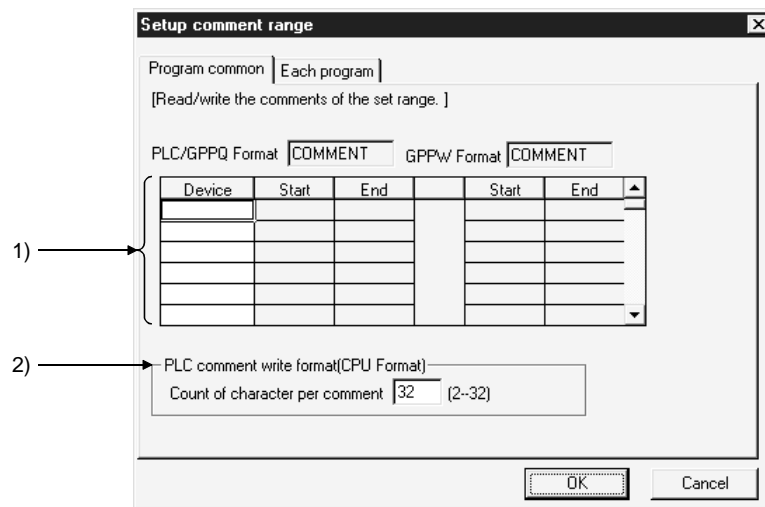 Setup comment range
Program common Each program
[Read/write the comments of the set range. ]
PLC/GPPQ Format COMMENT GPPW Format COMMENT
Device Start End Start End
1)
2) PLC comment write format(CPU Format)
Count of character per comment 32 (2--32)
OK Cancel